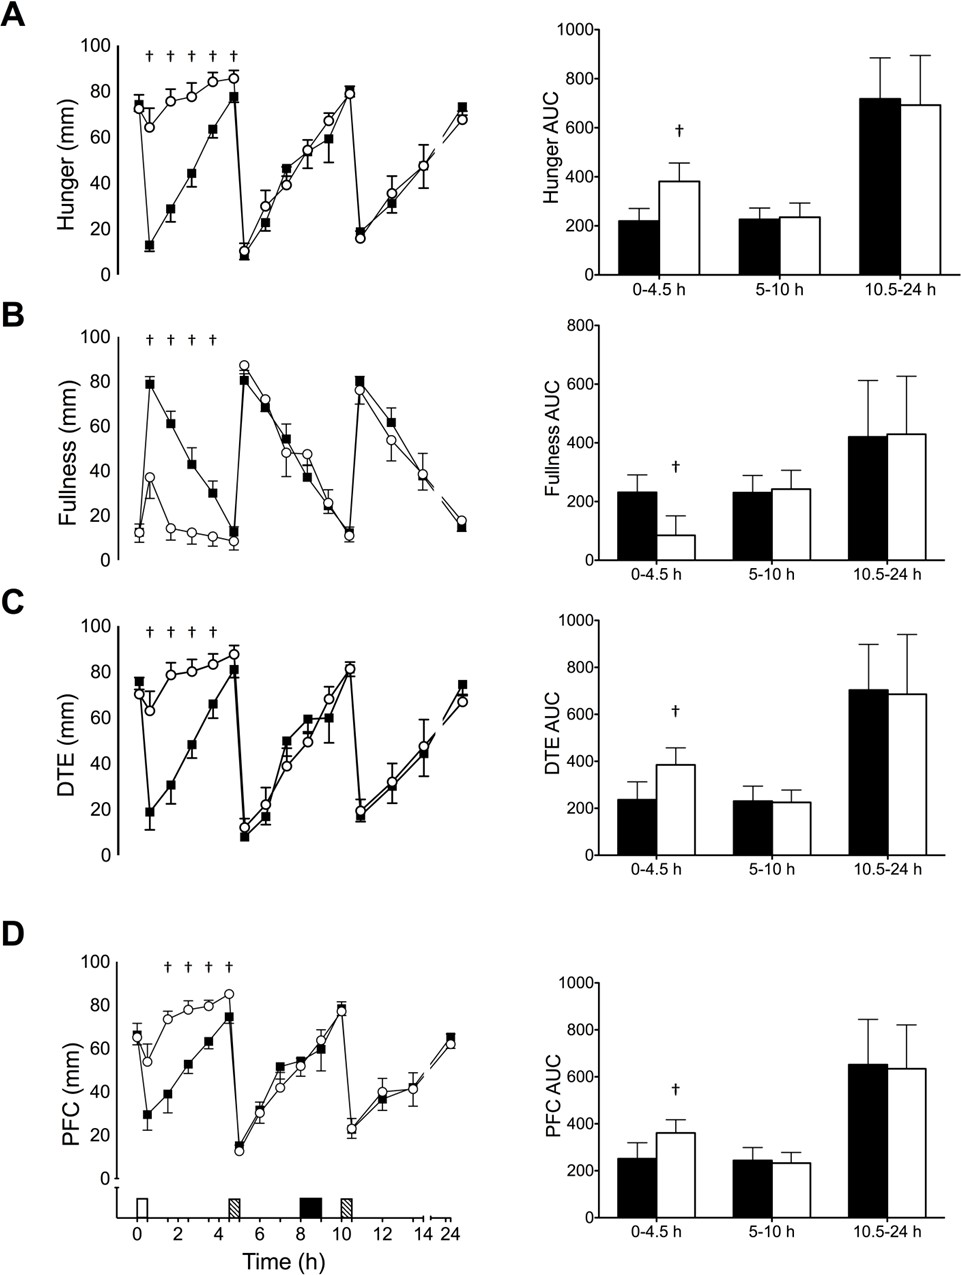 A
Hunger (mm)
100
80
60
40
20
0
† † † † †
Hunger AUC
1000
800
600
400
200
0
†
0-4.5 h 5-10 h 10.5-24 h
B
Fullness (mm)
100
80
60
40
20
0
† † † †
Fullness AUC
800
600
400
200
0
†
0-4.5 h 5-10 h 10.5-24 h
C
DTE (mm)
100
80
60
40
20
0
† † † †
DTE AUC
1000
800
600
400
200
0
†
0-4.5 h 5-10 h 10.5-24 h
D
PFC (mm)
100
80
60
40
20
0
† † † †
0 2 4 6 8 10 12 14 24
Time (h)
PFC AUC
1000
800
600
400
200
0
†
0-4.5 h 5-10 h 10.5-24 h